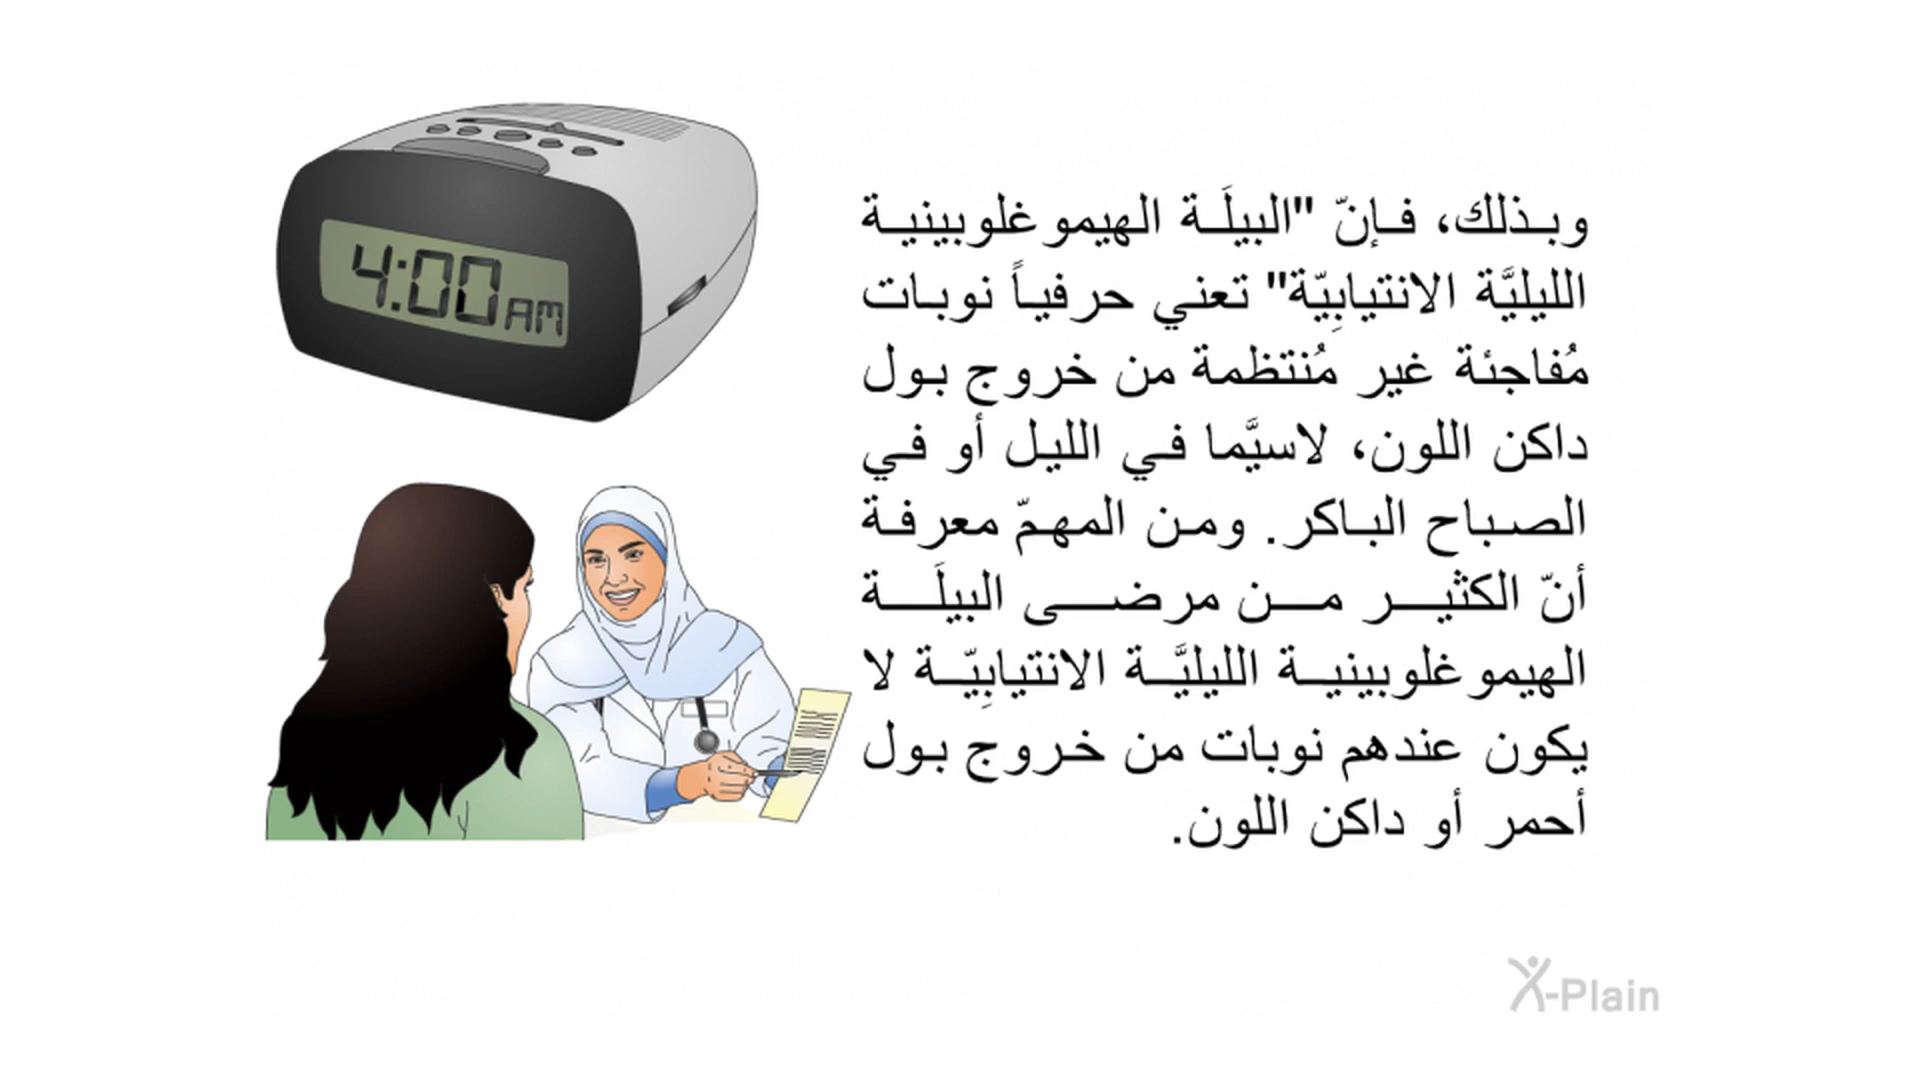 4:00 AM
وبذلك، فإنّ "البيلَة الهيموغلوبينية
الليليَّة الانتيابِيّة" تعني حرفياً نوبات
مُفاجئة غير مُنتظمة من خروج بول
داكن اللون، لاسيَّما في الليل أو في
الصباح الباكر. ومن المهمّ معرفة
أنّ الكثير من مرضى البيلَة
الهيموغلوبينية الليليَّة الانتيابِيّة لا
يكون عندهم نوبات من خروج بول
أحمر أو داكن اللون.
X-Plain